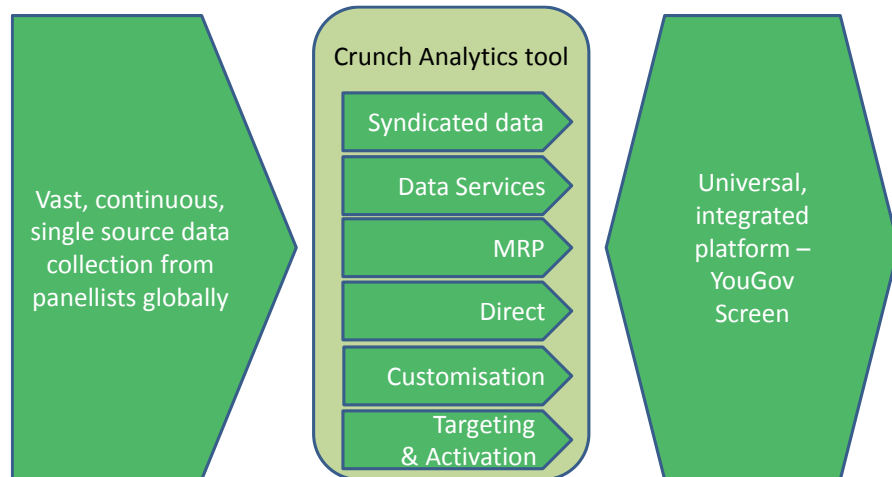 Vast, continuous,
single source data
collection from
panellists globally
Crunch Analytics tool
Syndicated data
Data Services
MRP
Direct
Customisation
Targeting
& Activation
Universal,
integrated
platform –
YouGov
Screen